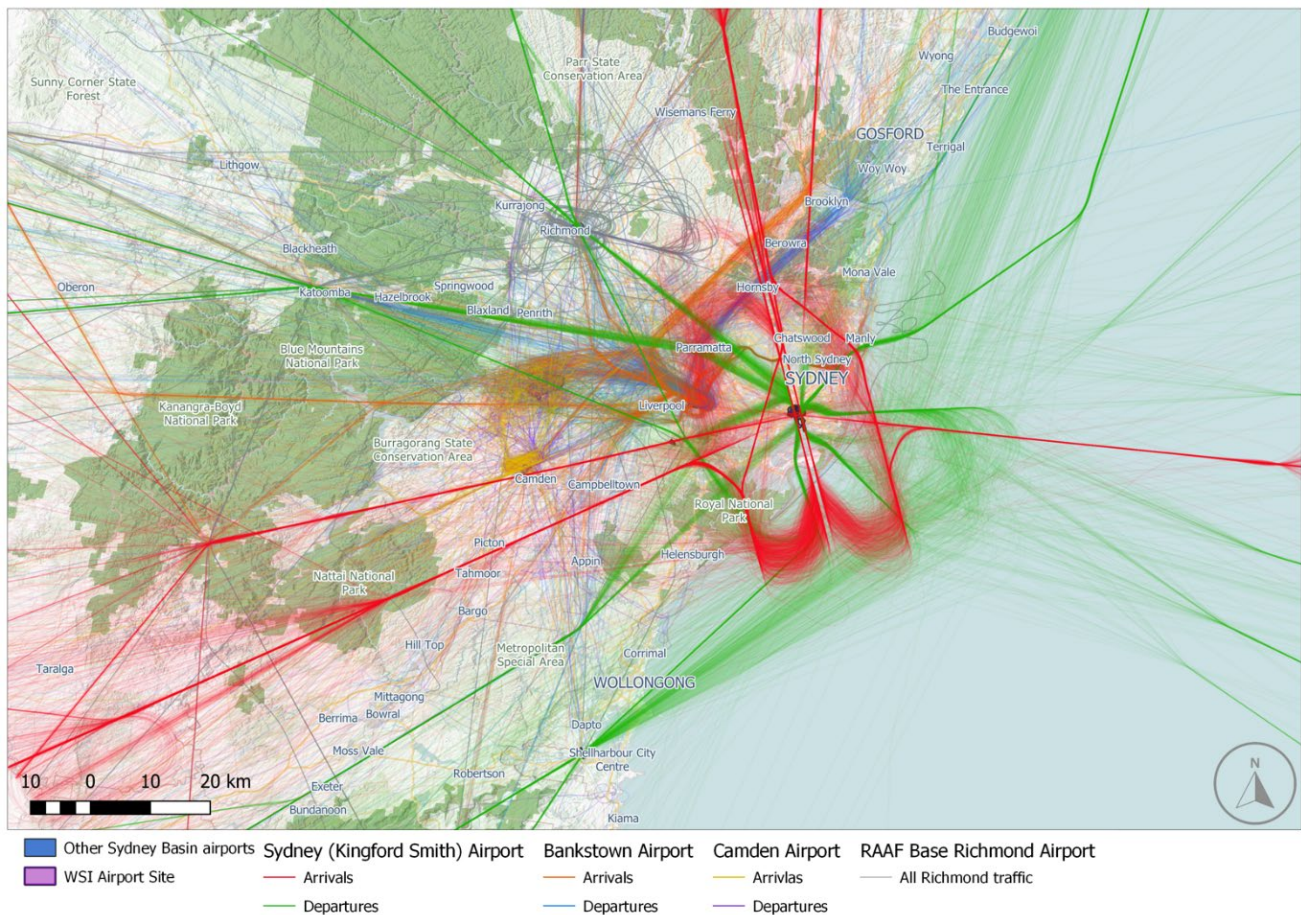 Budgewoi
Wyong
Parr State
Conservation Area
Sunny Corner State
Forest
The Entrance
Wisemans Ferry
GOSFORD
Terrigal
Lithgow
Woy Woy
Kurrajong
Brooklyn
Richmond
Blackheath
Berowra
Mona Vale
Oberon
Springwood
Hornsby
Katoomba
Hazelbrook
Blaxland
Penrith
Chatswood
Manly
Parramatta
Blue Mountains
National Park
North Sydney
SYDNEY
Kanangra-Boyd
National Park
Liverpool
Burragorang State
Conservation Area
Camden
Campbelltown
Royal National
Park
Picton
Helensburgh
Appin
Nattai National
Park
Tahmoor
Bargo
Hill Top
Metropolitan
Special Area
Corrimal
Taralga
WOLLONGONG
Mittagong
Berrima
Bowral
Dapto
Moss Vale
Shellharbour City
Centre
Robertson
Exeter
Bundanoon
Kiama
10 0 10 20 km
N
Other Sydney Basin airports
WSI Airport Site
Sydney (Kingford Smith) Airport
Arrivals
Departures
Bankstown Airport
Arrivals
Departures
Camden Airport
Arrivlas
Departures
RAAF Base Richmond Airport
All Richmond traffic